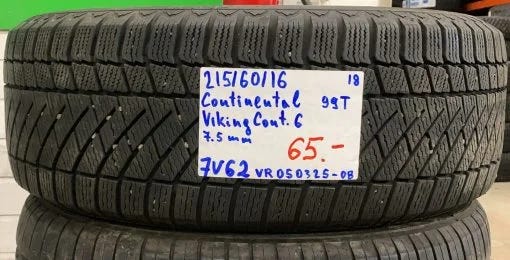 215/60/16 18
Continental 99T
Viking Cont. 6
7.5 mm 65.-
7V62 VR050325-08